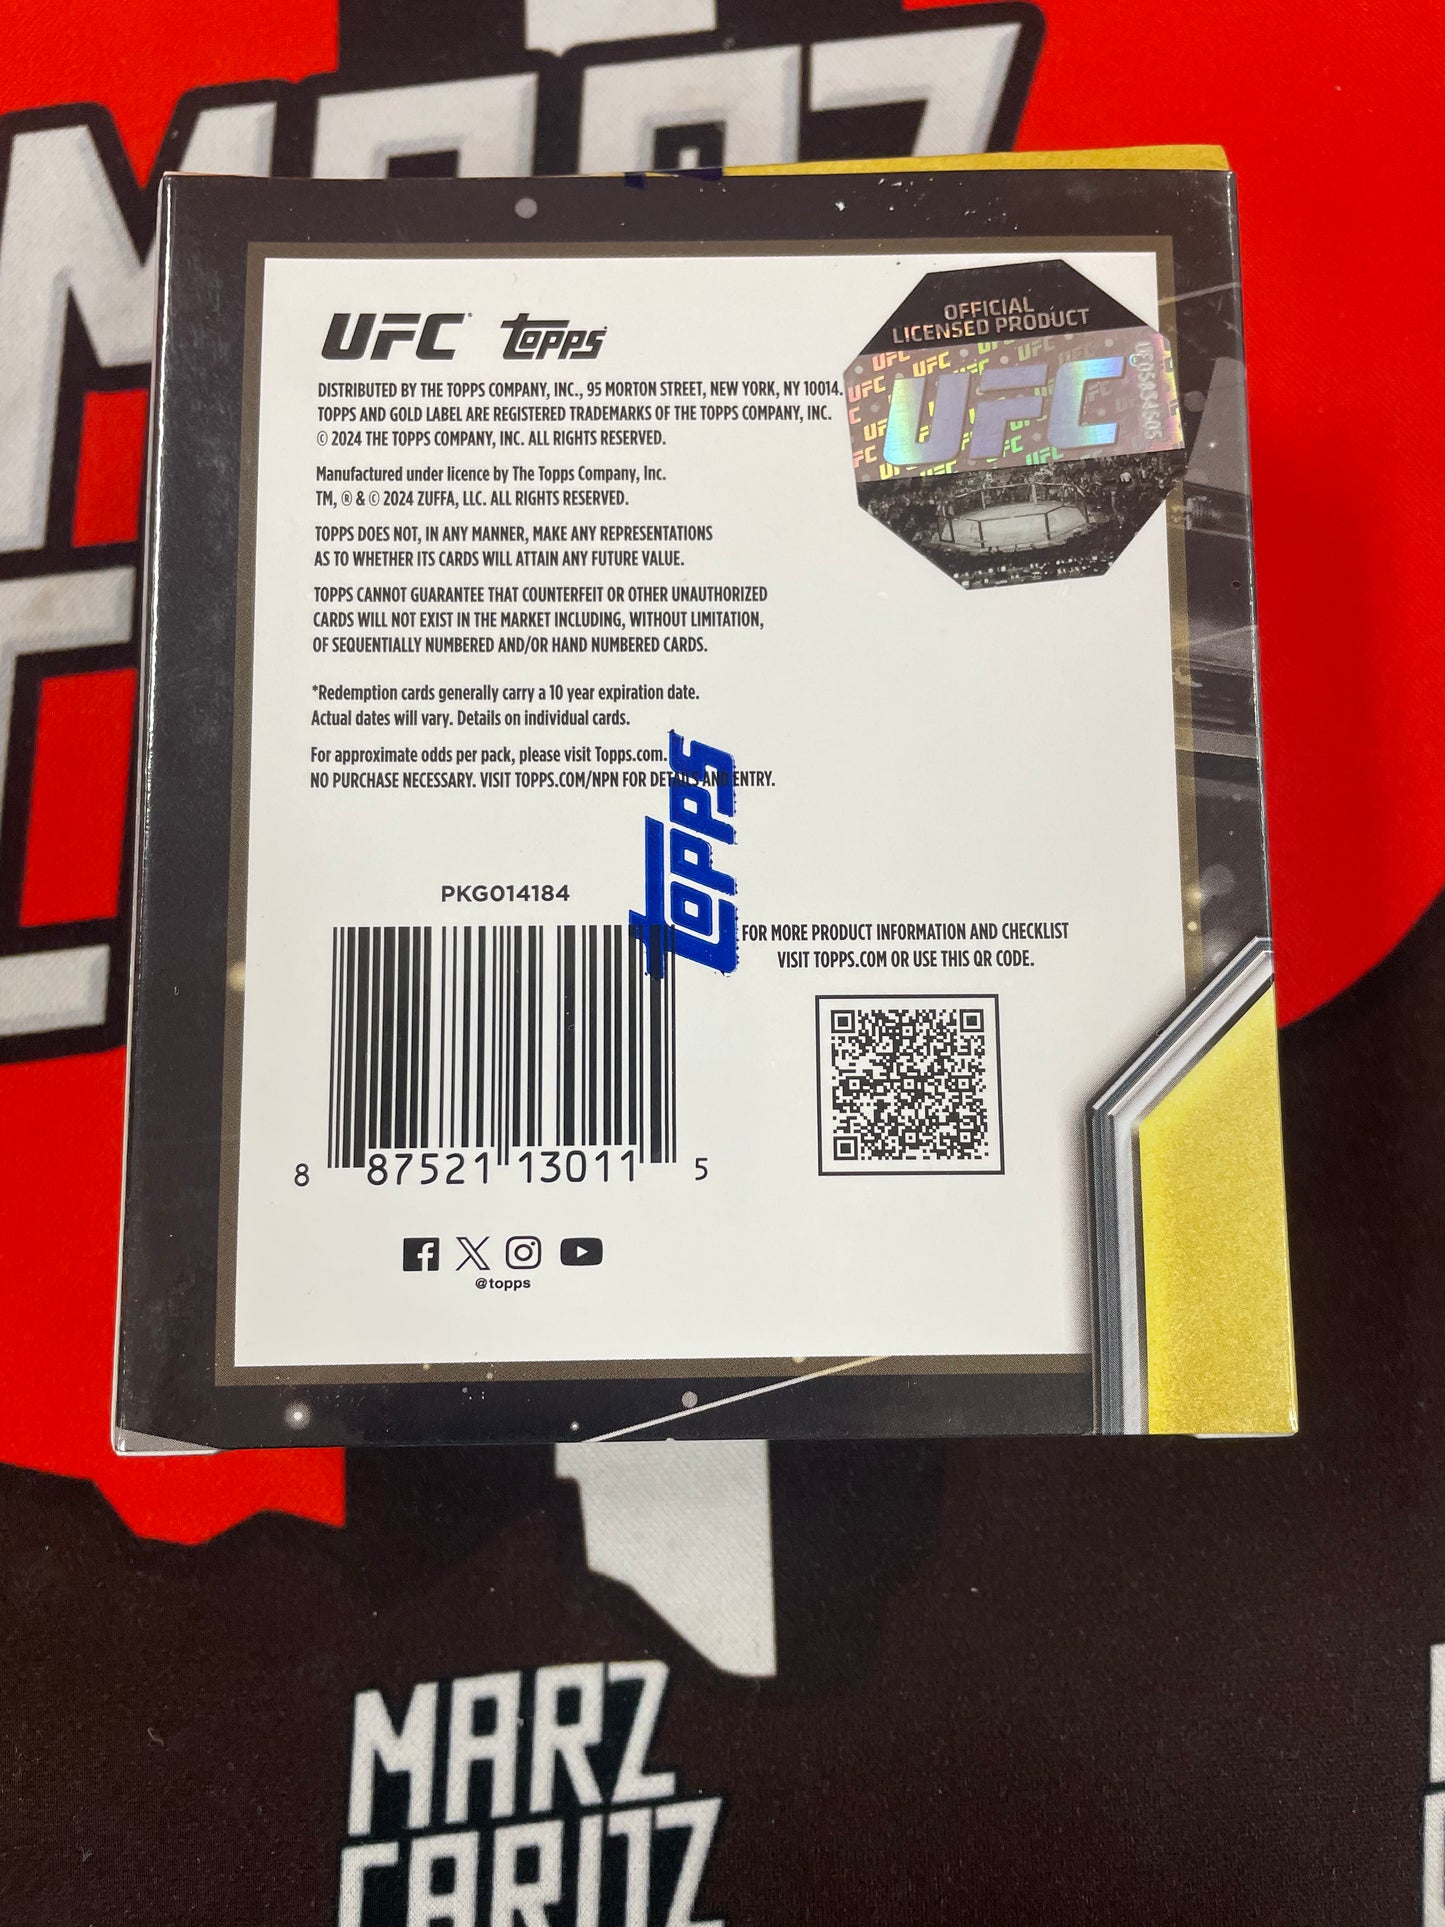 UFC® TOPPS
DISTRIBUTED BY THE TOPPS COMPANY, INC., 95 MORTON STREET, NEW YORK, NY 10014.
TOPPS AND GOLD LABEL ARE REGISTERED TRADEMARKS OF THE TOPPS COMPANY, INC.
© 2024 THE TOPPS COMPANY, INC. ALL RIGHTS RESERVED.
Manufactured under licence by The Topps Company, Inc.
TM, ® & © 2024 ZUFFA, LLC. ALL RIGHTS RESERVED.
TOPPS DOES NOT, IN ANY MANNER, MAKE ANY REPRESENTATIONS
AS TO WHETHER ITS CARDS WILL ATTAIN ANY FUTURE VALUE.
TOPPS CANNOT GUARANTEE THAT COUNTERFEIT OR OTHER UNAUTHORIZED
CARDS WILL NOT EXIST IN THE MARKET INCLUDING, WITHOUT LIMITATION,
OF SEQUENTIALLY NUMBERED AND/OR HAND NUMBERED CARDS.
*Redemption cards generally carry a 10 year expiration date.
Actual dates will vary. Details on individual cards.
For approximate odds per pack, please visit Topps.com.
NO PURCHASE NECESSARY. VISIT TOPPS.COM/NPN FOR DETAILS AND ENTRY.
OFFICIAL
LICENSED PRODUCT
UFC
topps
PKG014184
8 87521 13011 5
FOR MORE PRODUCT INFORMATION AND CHECKLIST
VISIT TOPPS.COM OR USE THIS QR CODE.
@topps
MARZ
CARDZ